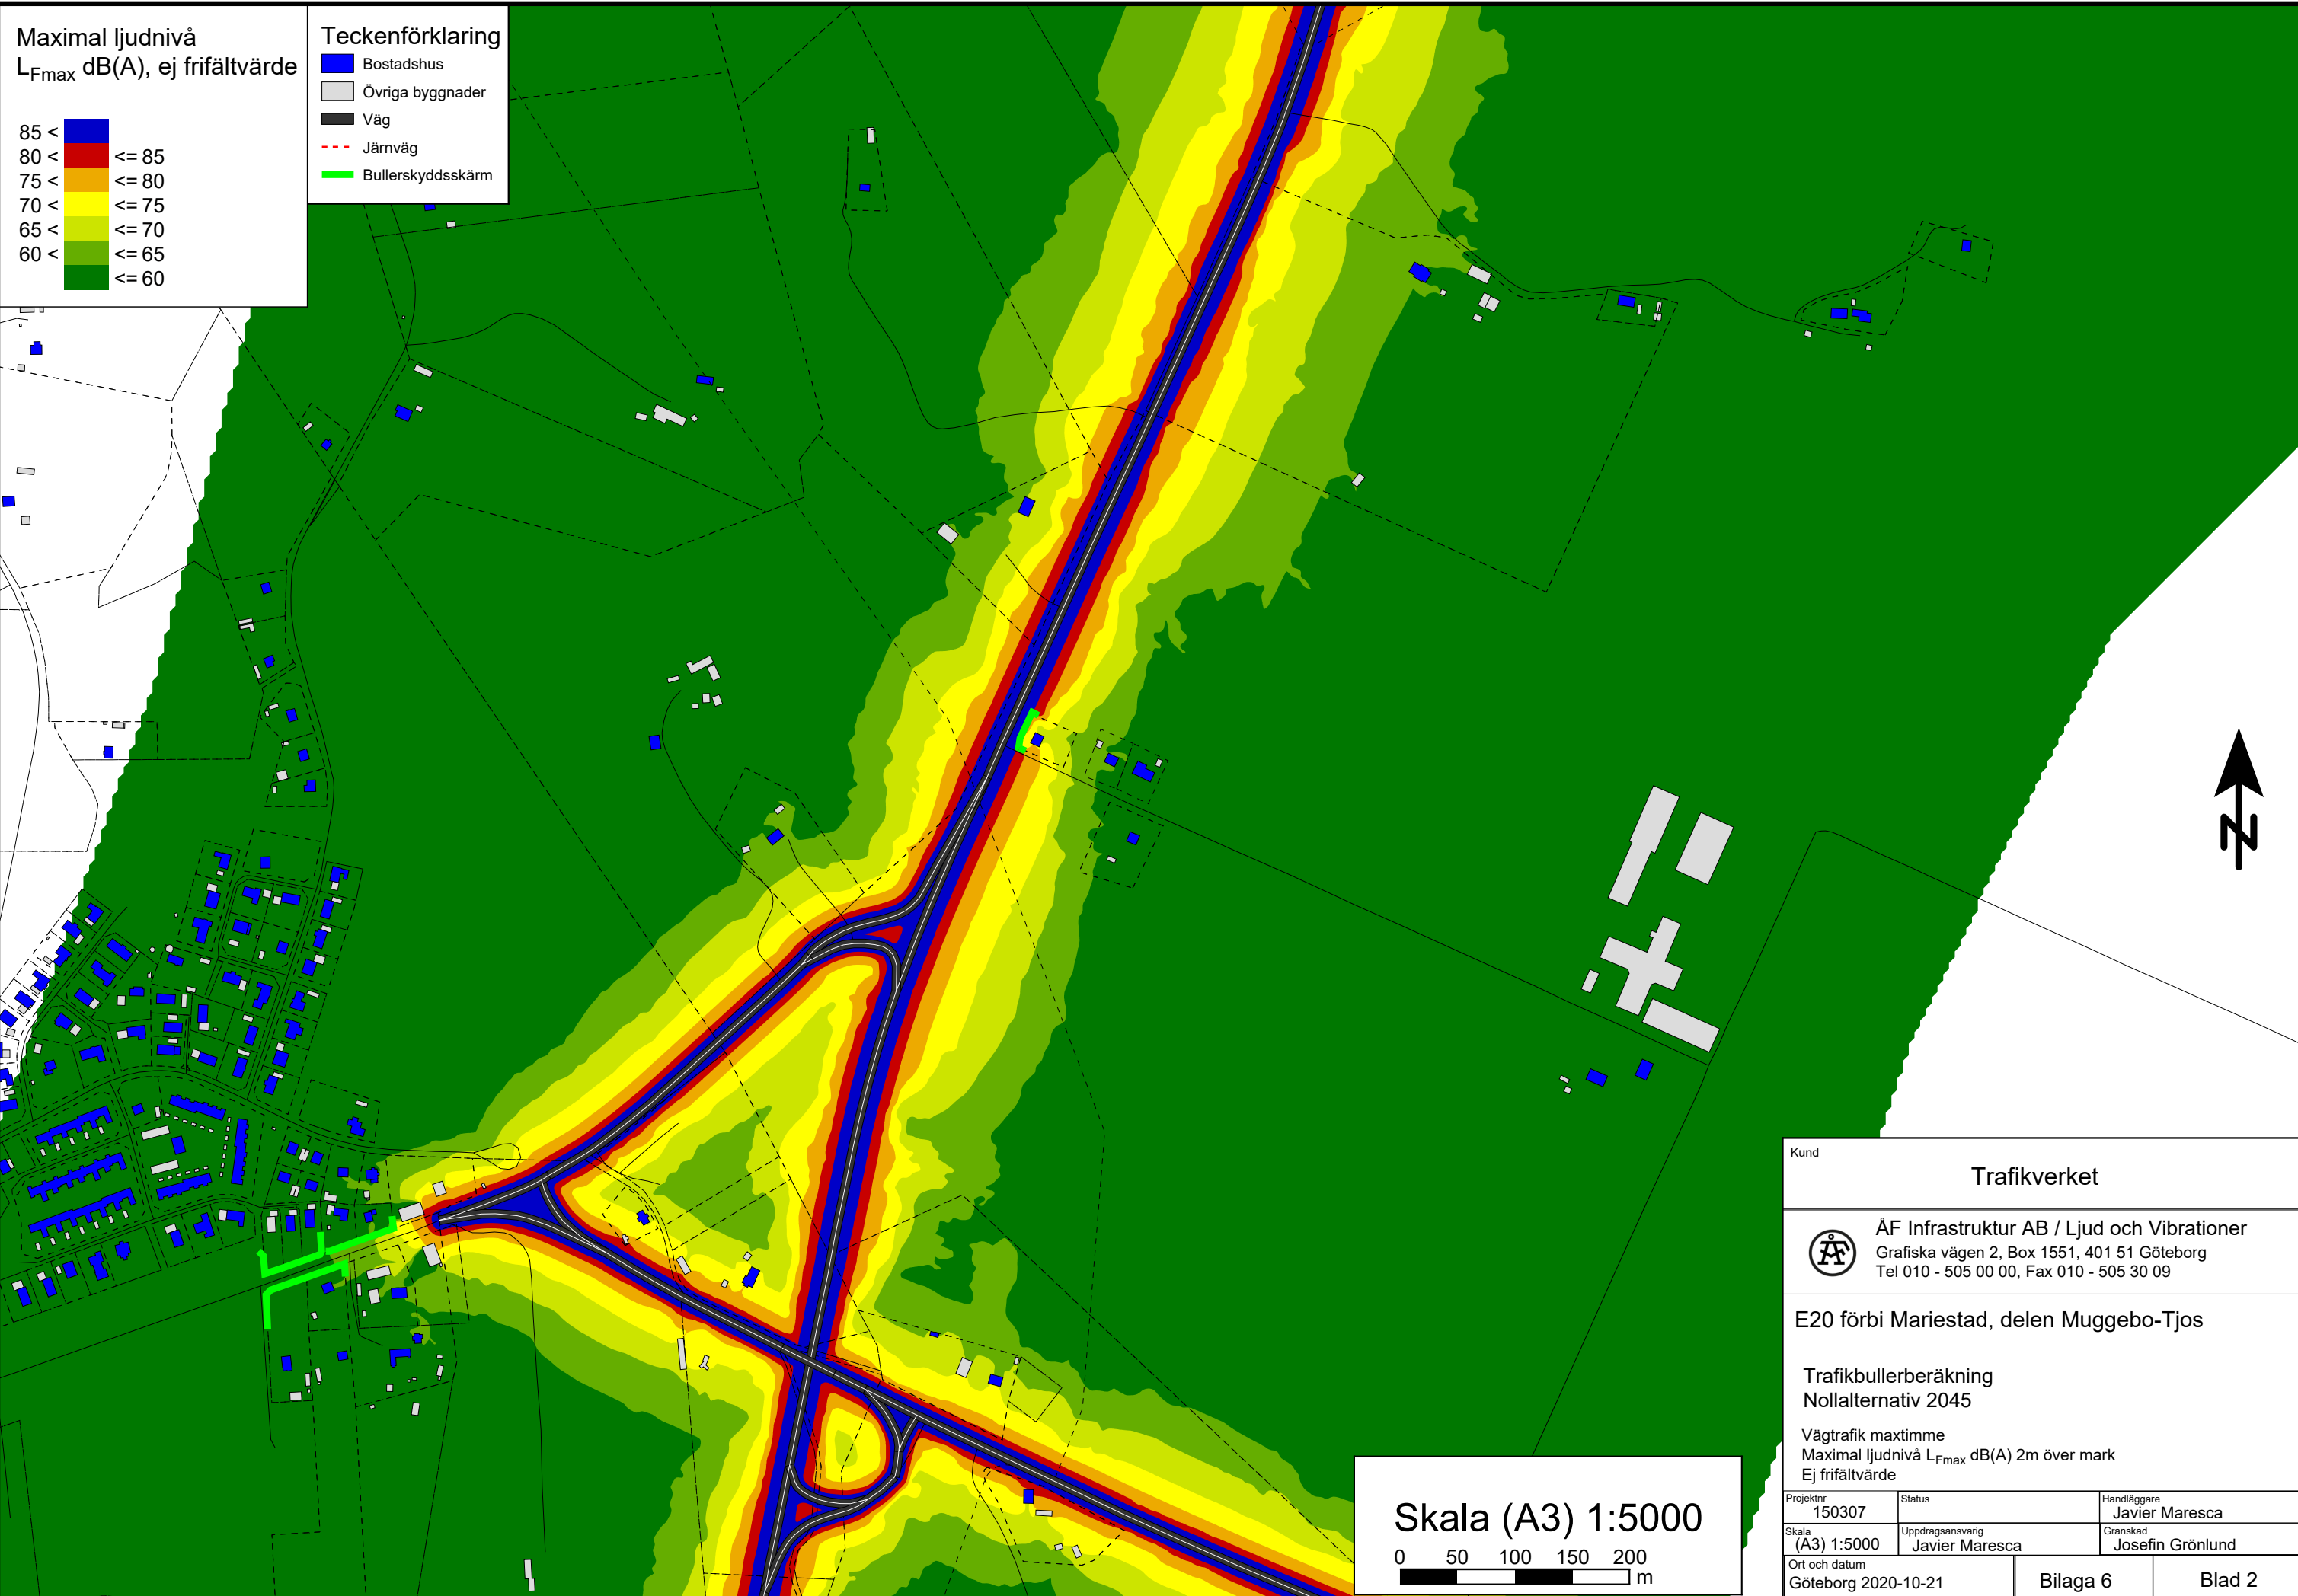 Maximal ljudnivå
LFmax dB(A), ej frifältvärde
85 <
80 < <= 85
75 < <= 80
70 < <= 75
65 < <= 70
60 < <= 65
<= 60
Teckenförklaring
Bostadshus
Övriga byggnader
Väg
Järnväg
Bullerskyddsskärm
N
Skala (A3) 1:5000
0 50 100 150 200
m
Kund
Trafikverket
ÅF
ÅF Infrastruktur AB / Ljud och Vibrationer
Grafiska vägen 2, Box 1551, 401 51 Göteborg
Tel 010 - 505 00 00, Fax 010 - 505 30 09
E20 förbi Mariestad, delen Muggebo-Tjos
Trafikbullerberäkning
Nollalternativ 2045
Vägtrafik maxtimme
Maximal ljudnivå LFmax dB(A) 2m över mark
Ej frifältvärde
Projektnr
150307
Status
Handläggare
Javier Maresca
Skala
(A3) 1:5000
Uppdragsansvarig
Javier Maresca
Granskad
Josefin Grönlund
Ort och datum
Göteborg 2020-10-21
Bilaga 6
Blad 2